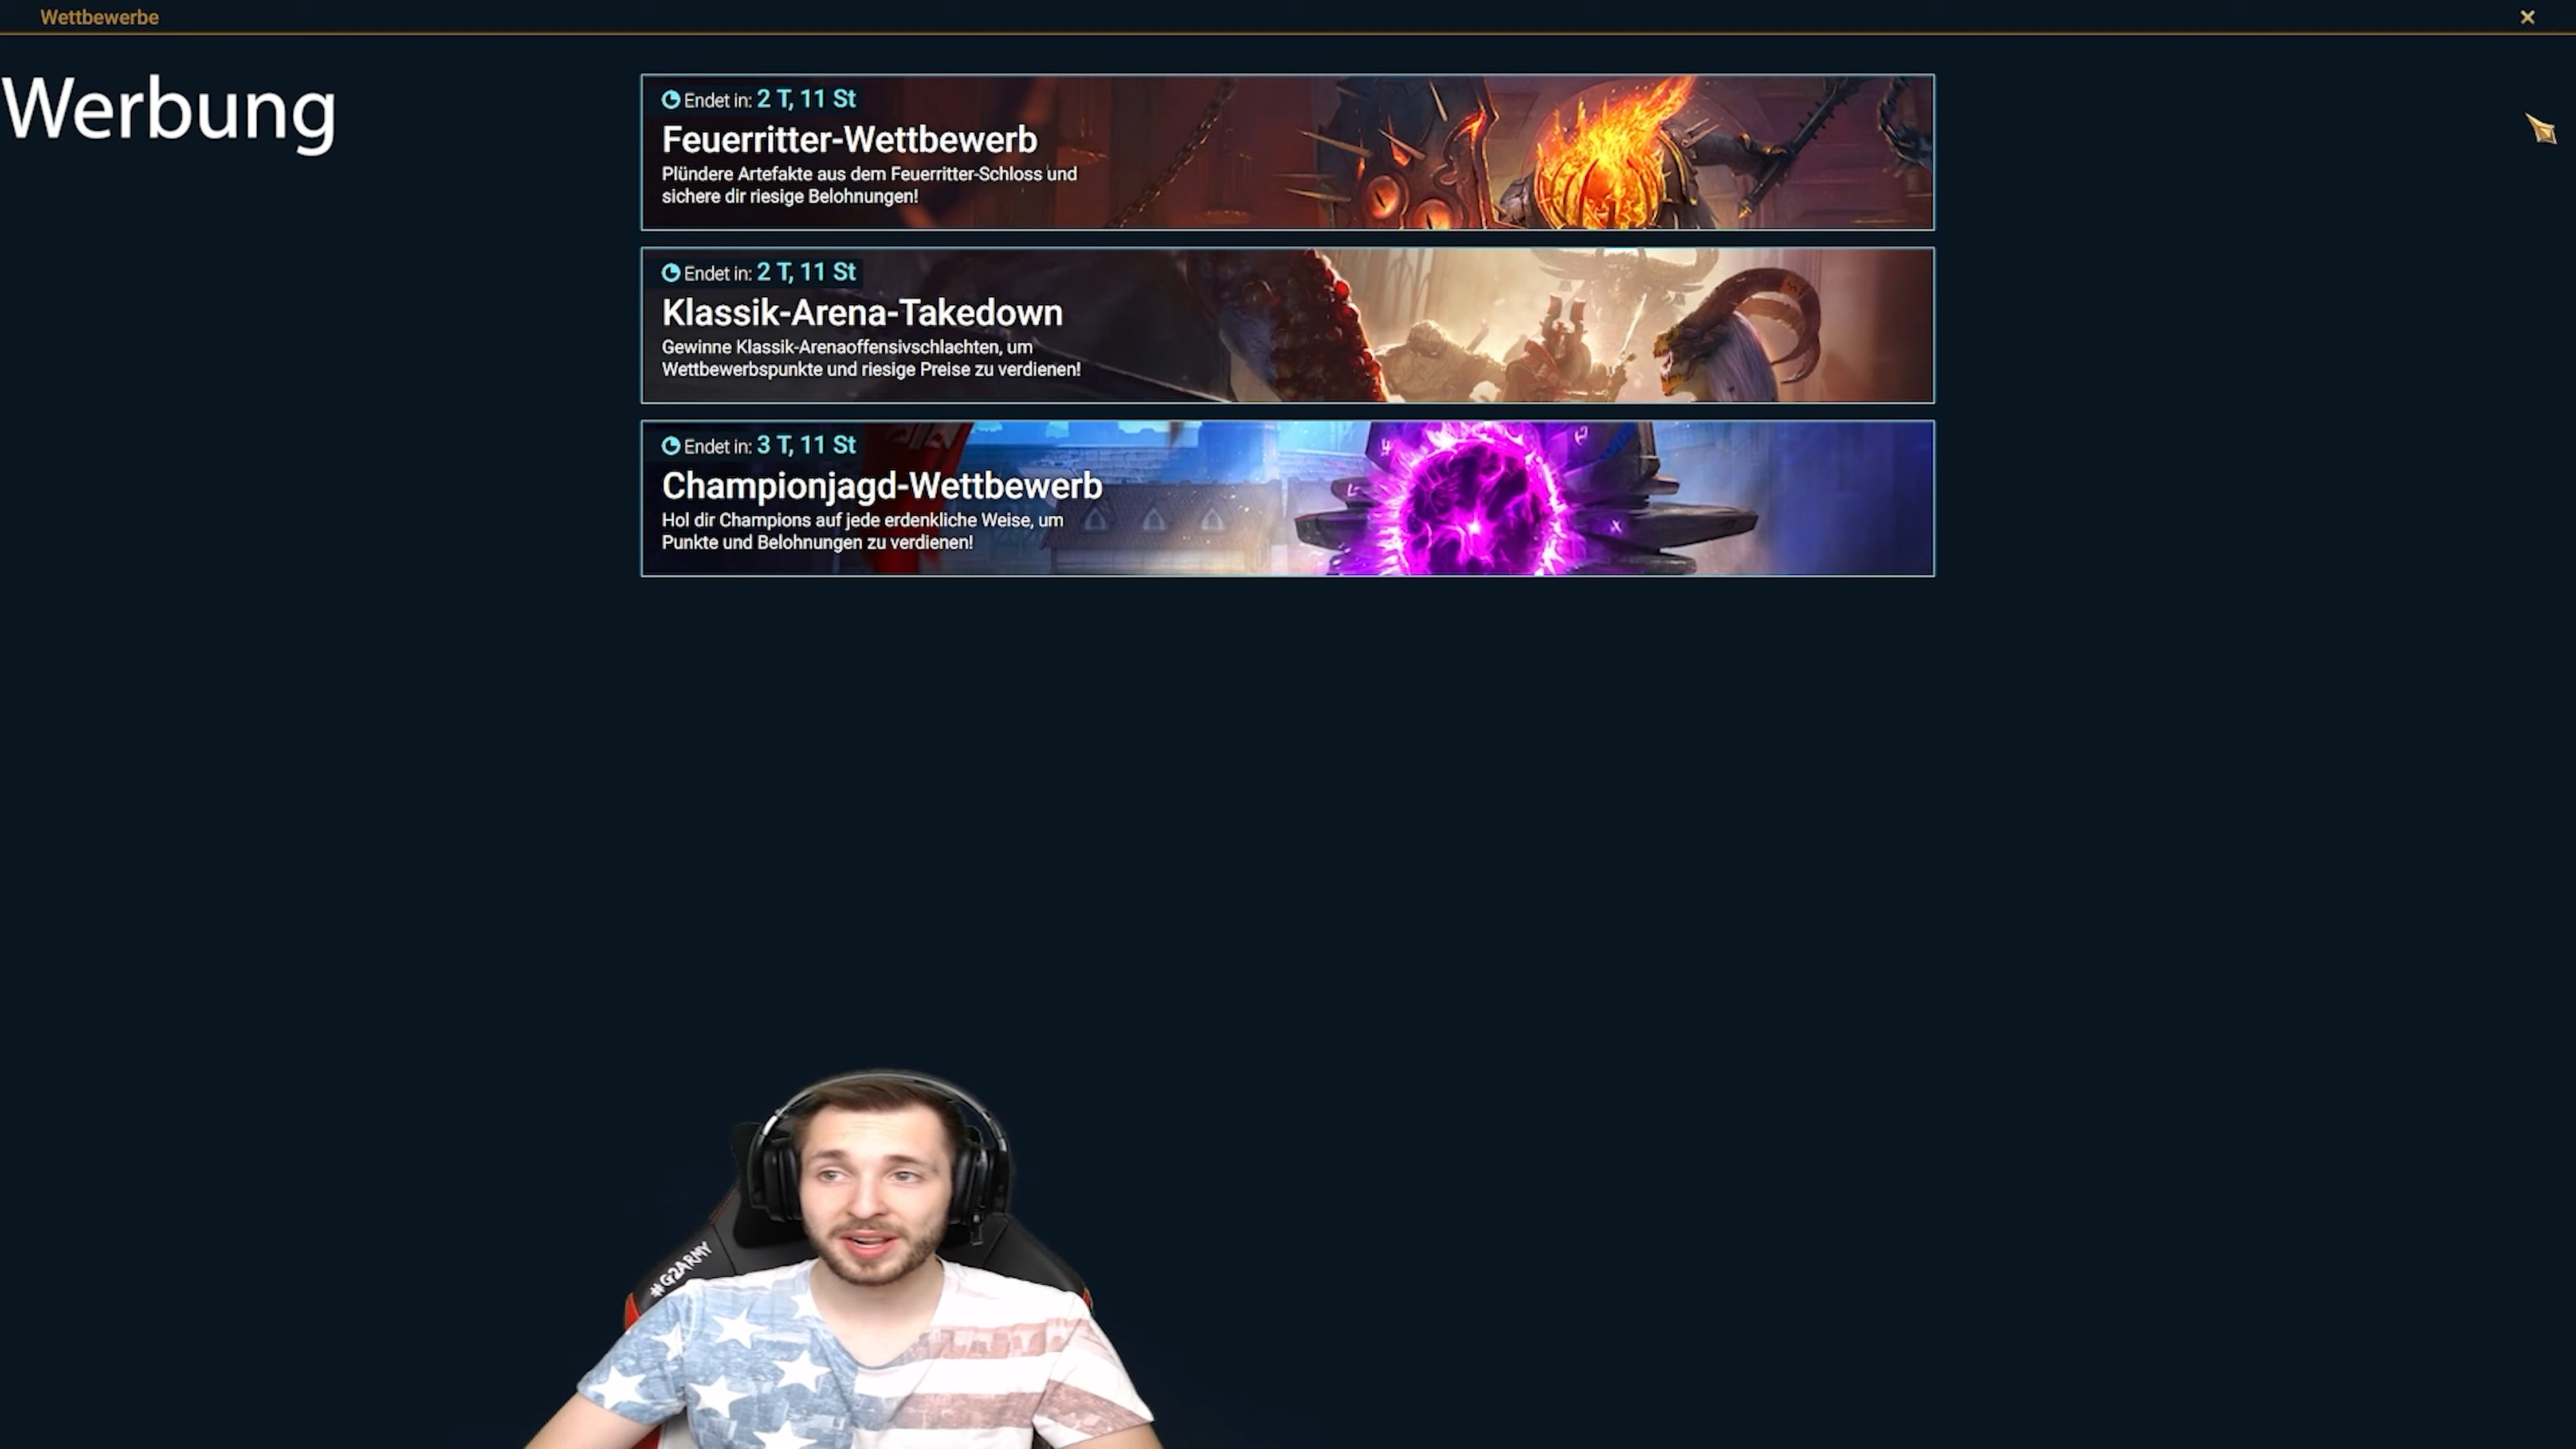 Wettbewerbe
Werbung
Endet in: 2 T, 11 St
Feuerritter-Wettbewerb
Plündere Artefakte aus dem Feuerritter-Schloss und
sichere dir riesige Belohnungen!
Endet in: 2 T, 11 St
Klassik-Arena-Takedown
Gewinne Klassik-Arenaoffensivschlachten, um
Wettbewerbspunkte und riesige Preise zu verdienen!
Endet in: 3 T, 11 St
Championjagd-Wettbewerb
Hol dir Champions auf jede erdenkliche Weise, um
Punkte und Belohnungen zu verdienen!
#G2ARMY